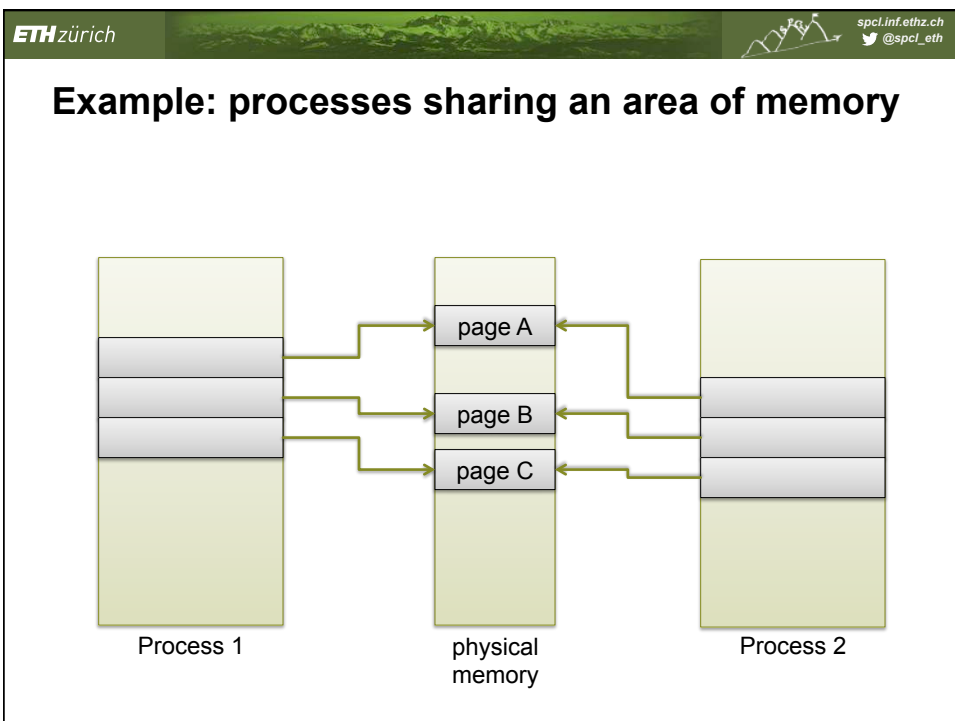 ETH zürich
spcl.inf.ethz.ch
@spcl_eth
Example: processes sharing an area of memory
page A
page B
page C
Process 1
physical
memory
Process 2